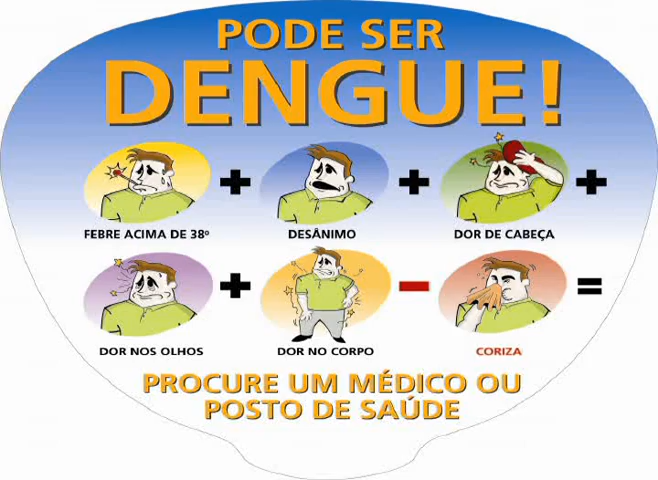 PODE SER
DENGUE!
+ + +
FEBRE ACIMA DE 38º DESÂNIMO DOR DE CABEÇA
+ - =
DOR NOS OLHOS DOR NO CORPO CORIZA
PROCURE UM MÉDICO OU
POSTO DE SAÚDE